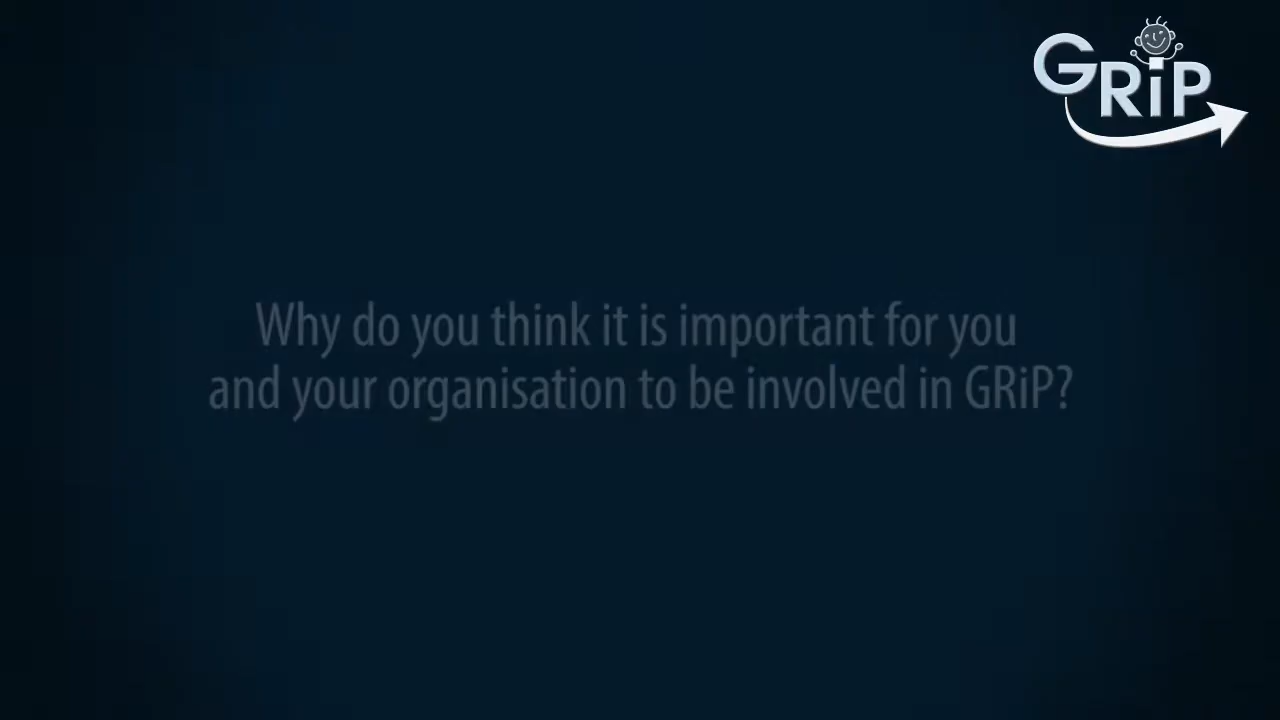 GRiP
Why do you think it is important for you
and your organisation to be involved in GRiP?